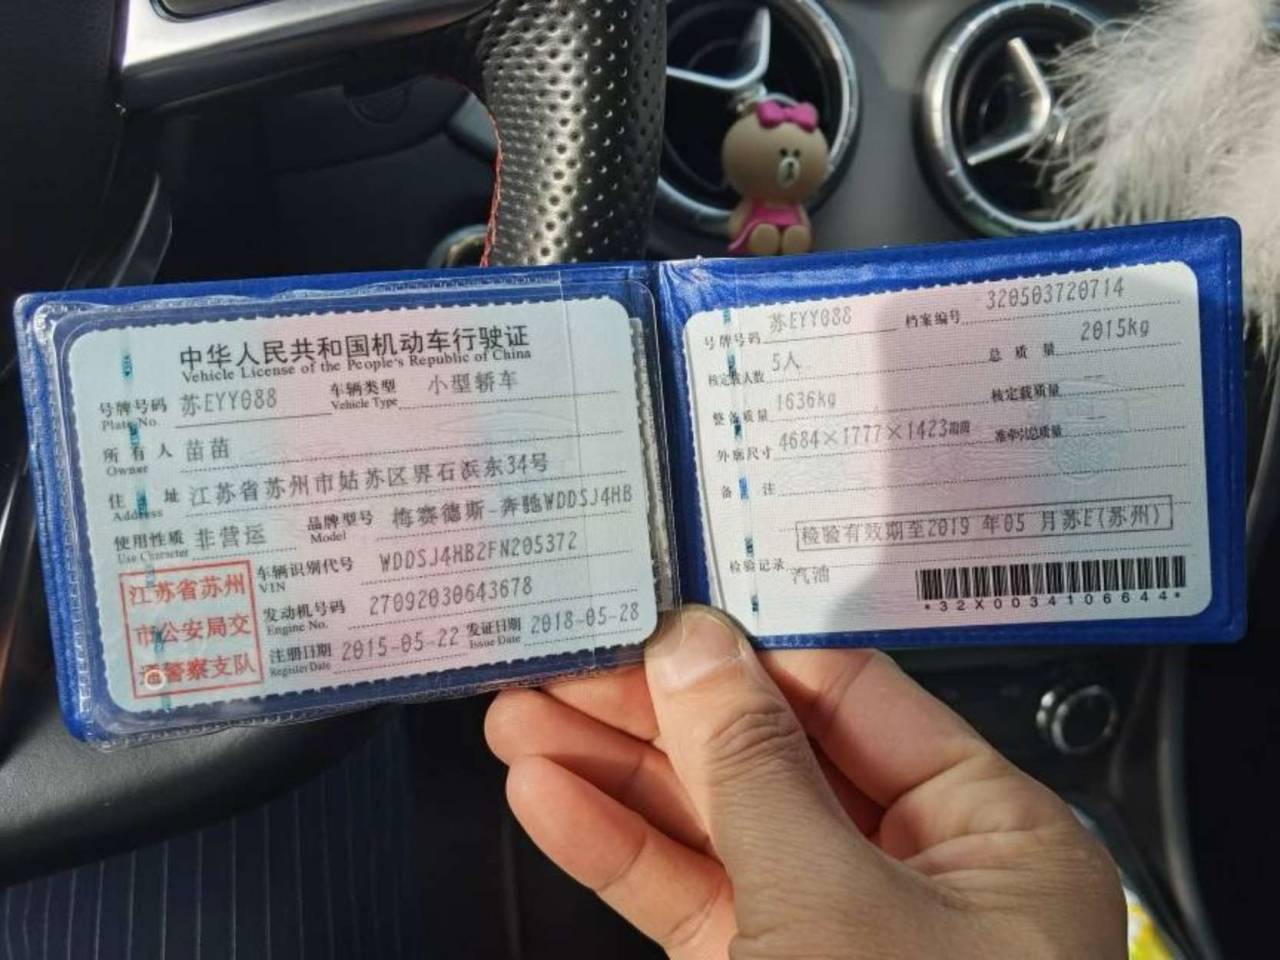 中华人民共和国机动车行驶证
Vehicle License of the People's Republic of China
号牌号码 苏EYY088 车辆类型 小型轿车
Plate No. Vehicle Type
所有人 苗苗
Owner
住址 江苏省苏州市姑苏区界石浜东34号
Address
使用性质 非营运 品牌型号 梅赛德斯-奔驰WDDSJ4HB
Use Character Model
江苏省苏州
市公安局交
通警察支队
车辆识别代号 WDDSJ4HB2FN205372
VIN
发动机号码 27092030643678
Engine No.
注册日期 2015-05-22 发证日期 2018-05-28
Register Date Issue Date
号牌号码 苏EYY088 档案编号 320503720714
核定载人数 5人 总质量 2015kg
整备质量 1636kg 核定载质量 --
外廓尺寸 4684×1777×1423mm 准牵引总质量 --
备注
检验有效期至2019年05月苏E(苏州)
检验记录
汽油
*32X0034106644*